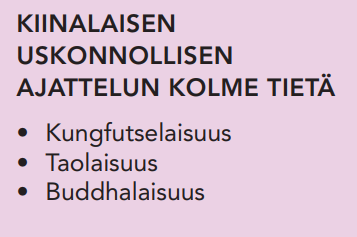 KIINALAISEN
USKONNOLLISEN
AJATTELUN KOLME TIETÄ
• Kungfutselaisuus
• Taolaisuus
• Buddhalaisuus